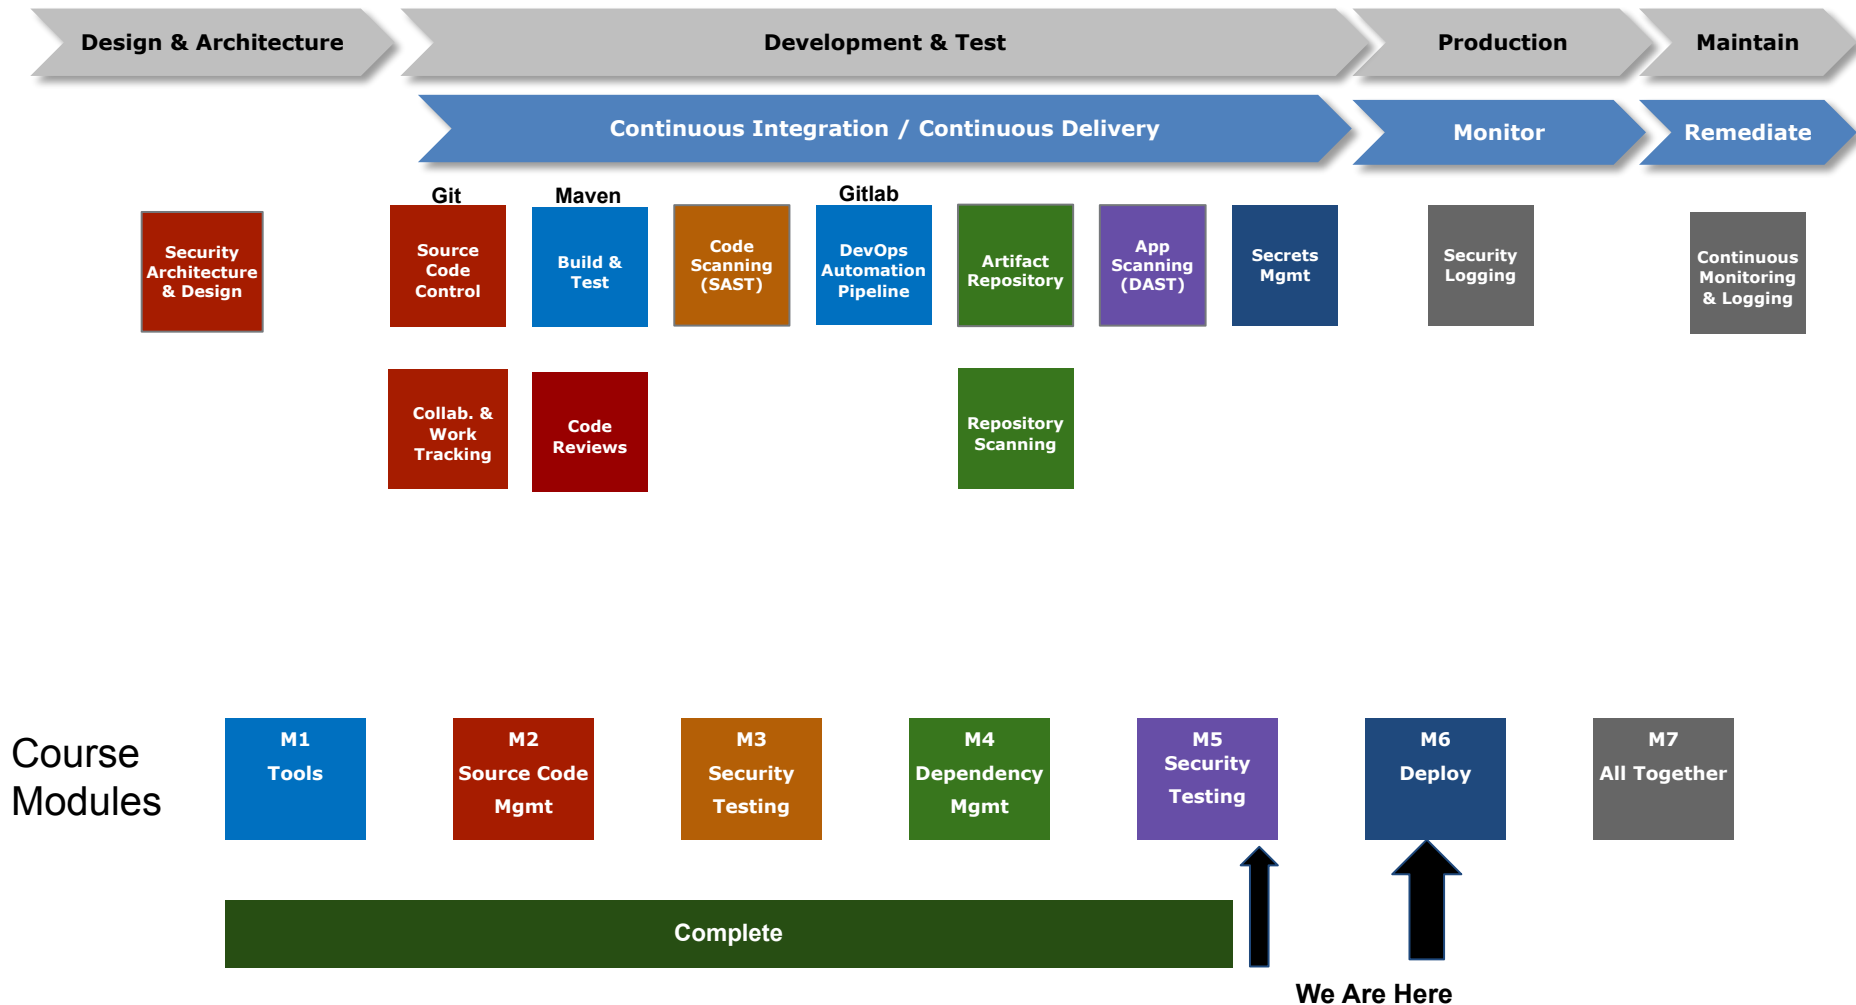 Design & Architecture
Development & Test
Production
Maintain
Continuous Integration / Continuous Delivery
Monitor
Remediate
Git
Maven
Gitlab
Security
Architecture
& Design
Source
Code
Control
Build &
Test
Code
Scanning
(SAST)
DevOps
Automation
Pipeline
Artifact
Repository
App
Scanning
(DAST)
Secrets
Mgmt
Security
Logging
Continuous
Monitoring
& Logging
Collab. &
Work
Tracking
Code
Reviews
Repository
Scanning
Course
Modules
M1
Tools
M2
Source Code
Mgmt
M3
Security
Testing
M4
Dependency
Mgmt
M5
Security
Testing
M6
Deploy
M7
All Together
Complete
We Are Here